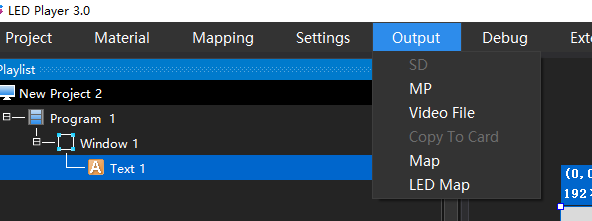 LED Player 3.0
Project Material Mapping Settings Output Debug
Playlist
SD
New Project 2
MP
Program 1
Video File
Window 1
Copy To Card
Text 1
Map
LED Map
(0,0
192×